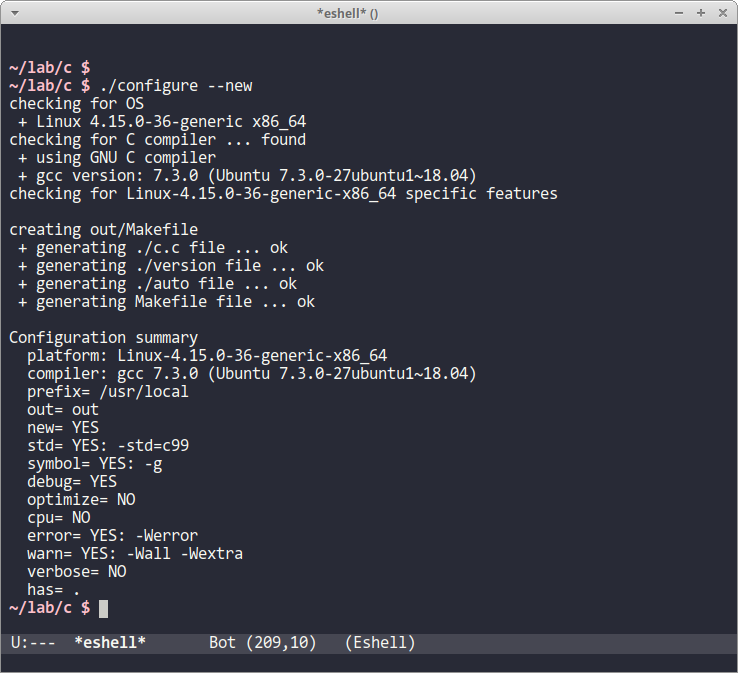 *eshell* ()
~/lab/c $
~/lab/c $ ./configure --new
checking for OS
 + Linux 4.15.0-36-generic x86_64
checking for C compiler ... found
 + using GNU C compiler
 + gcc version: 7.3.0 (Ubuntu 7.3.0-27ubuntu1~18.04)
checking for Linux-4.15.0-36-generic-x86_64 specific features

creating out/Makefile
 + generating ./c.c file ... ok
 + generating ./version file ... ok
 + generating ./auto file ... ok
 + generating Makefile file ... ok

Configuration summary
  platform: Linux-4.15.0-36-generic-x86_64
  compiler: gcc 7.3.0 (Ubuntu 7.3.0-27ubuntu1~18.04)
  prefix= /usr/local
  out= out
  new= YES
  std= YES: -std=c99
  symbol= YES: -g
  debug= YES
  optimize= NO
  cpu= NO
  error= YES: -Werror
  warn= YES: -Wall -Wextra
  verbose= NO
  has= .
~/lab/c $
U:---  *eshell*       Bot (209,10)   (Eshell)